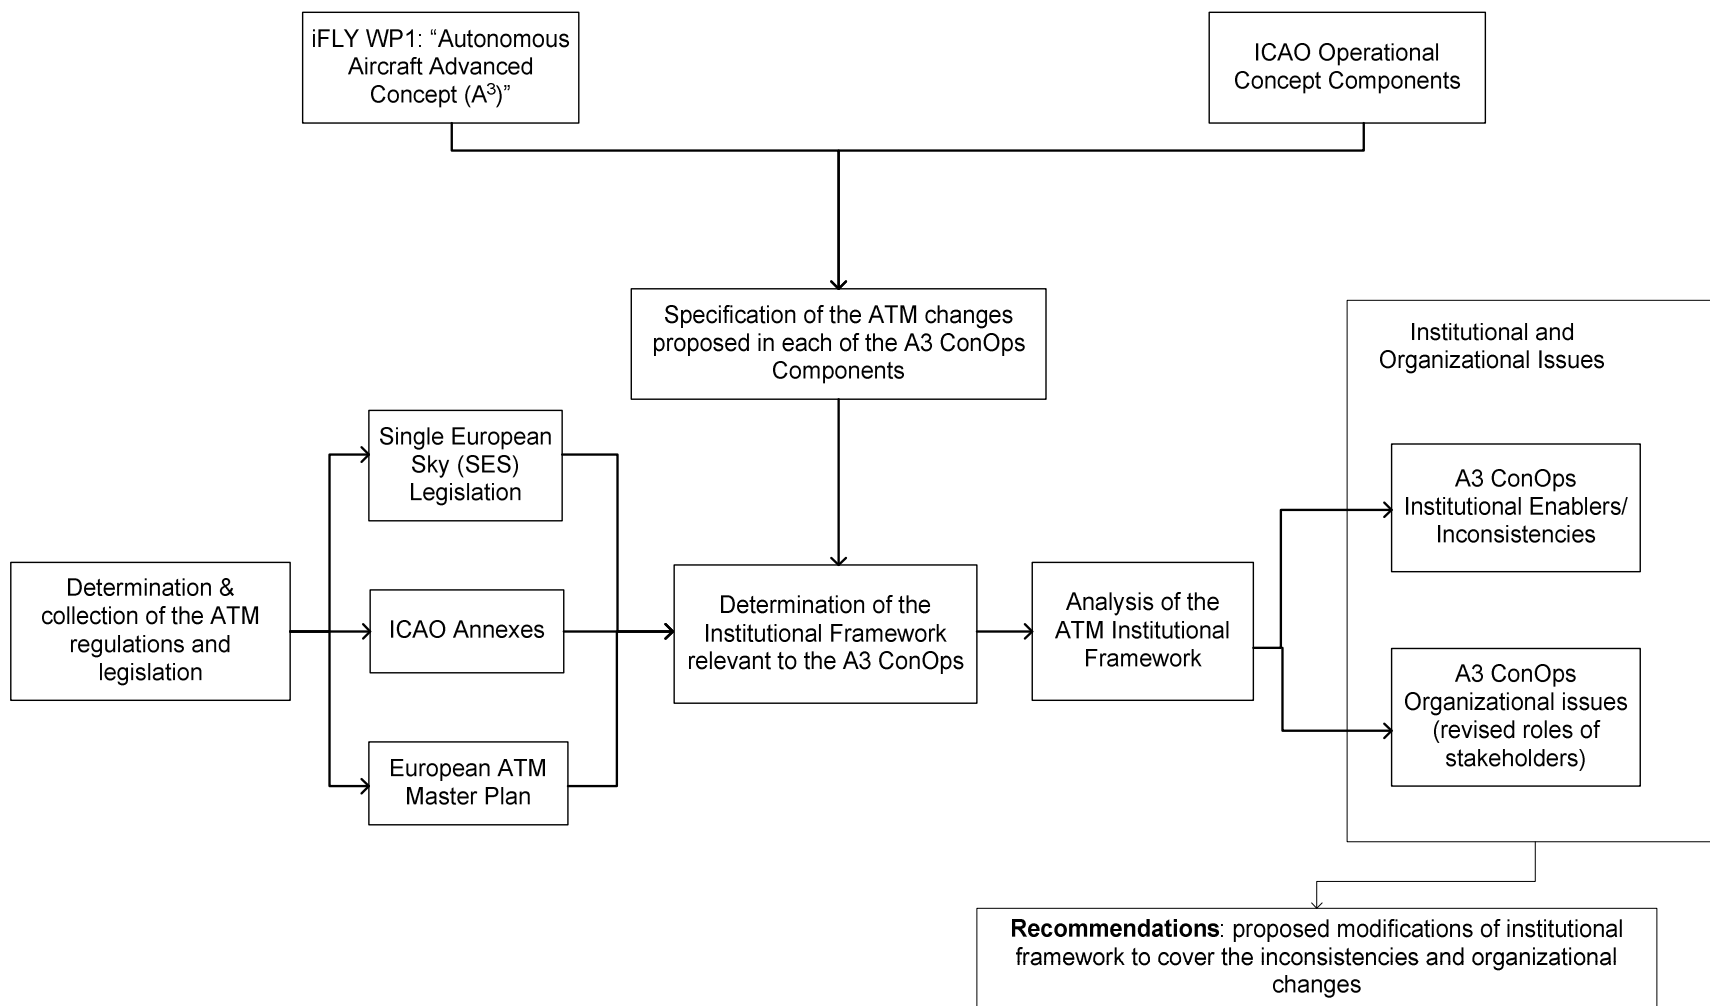 iFLY WP1: “Autonomous
Aircraft Advanced
Concept (A³)”
ICAO Operational
Concept Components
Specification of the ATM changes
proposed in each of the A3 ConOps
Components
Institutional and
Organizational Issues
Single European
Sky (SES)
Legislation
A3 ConOps
Institutional Enablers/
Inconsistencies
Determination &
collection of the ATM
regulations and
legislation
ICAO Annexes
Determination of the
Institutional Framework
relevant to the A3 ConOps
Analysis of the
ATM Institutional
Framework
A3 ConOps
Organizational issues
(revised roles of
stakeholders)
European ATM
Master Plan
Recommendations: proposed modifications of institutional
framework to cover the inconsistencies and organizational
changes